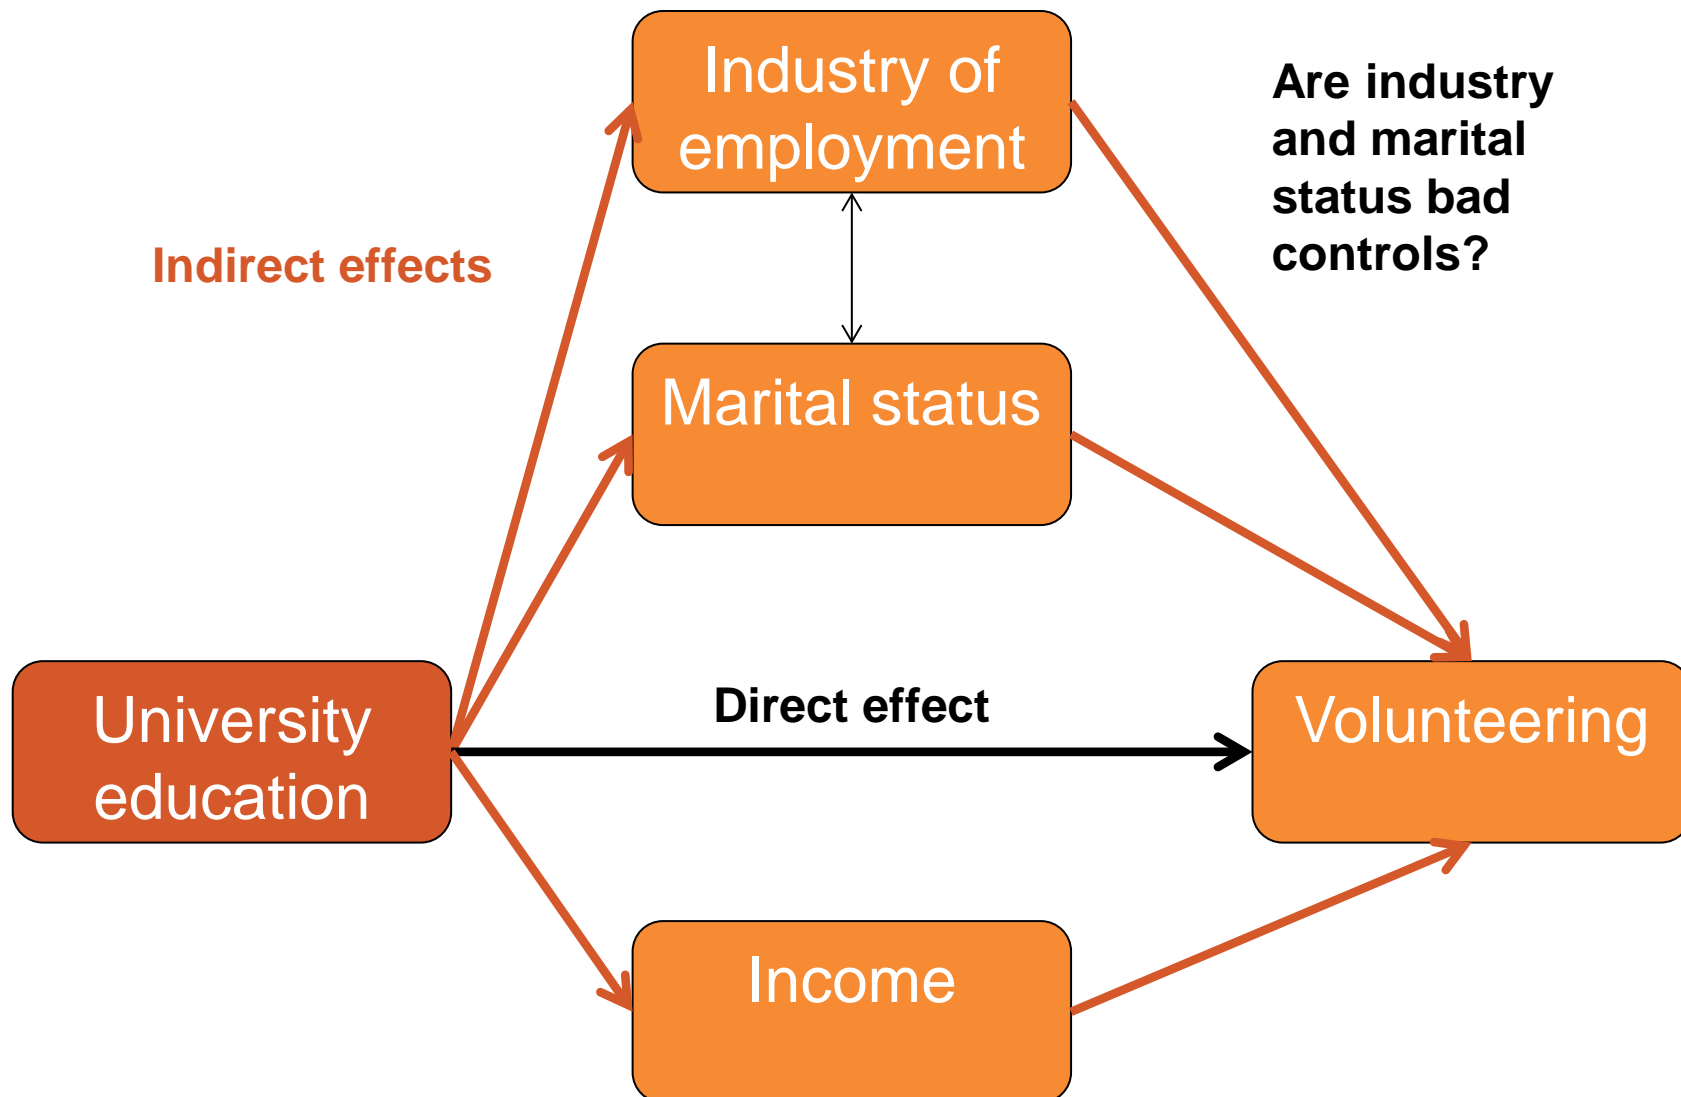 Industry of
employment
Are industry
and marital
status bad
controls?
Indirect effects
Marital status
University
education
Direct effect
Volunteering
Income